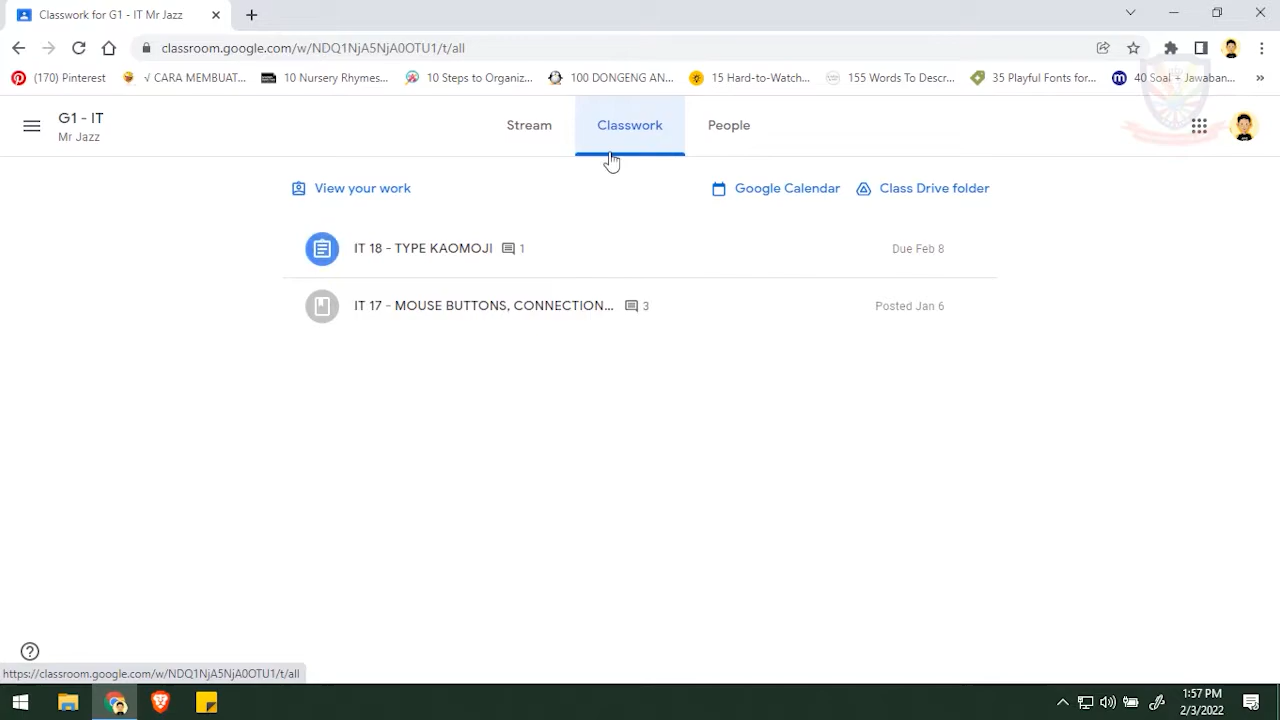 Classwork for G1 - IT Mr Jazz
classroom.google.com/w/NDQ1NjA5NjA0OTU1/t/all
(170) Pinterest
√ CARA MEMBUAT...
10 Nursery Rhymes...
10 Steps to Organiz...
100 DONGENG AN...
15 Hard-to-Watch...
155 Words To Descr...
35 Playful Fonts for...
40 Soal + Jawaban...
»
G1 - IT
Mr Jazz
Stream
Classwork
People
View your work
Google Calendar
Class Drive folder
IT 18 - TYPE KAOMOJI
1
Due Feb 8
IT 17 - MOUSE BUTTONS, CONNECTION...
3
Posted Jan 6
https://classroom.google.com/w/NDQ1NjA5NjA0OTU1/t/all
1:57 PM
2/3/2022